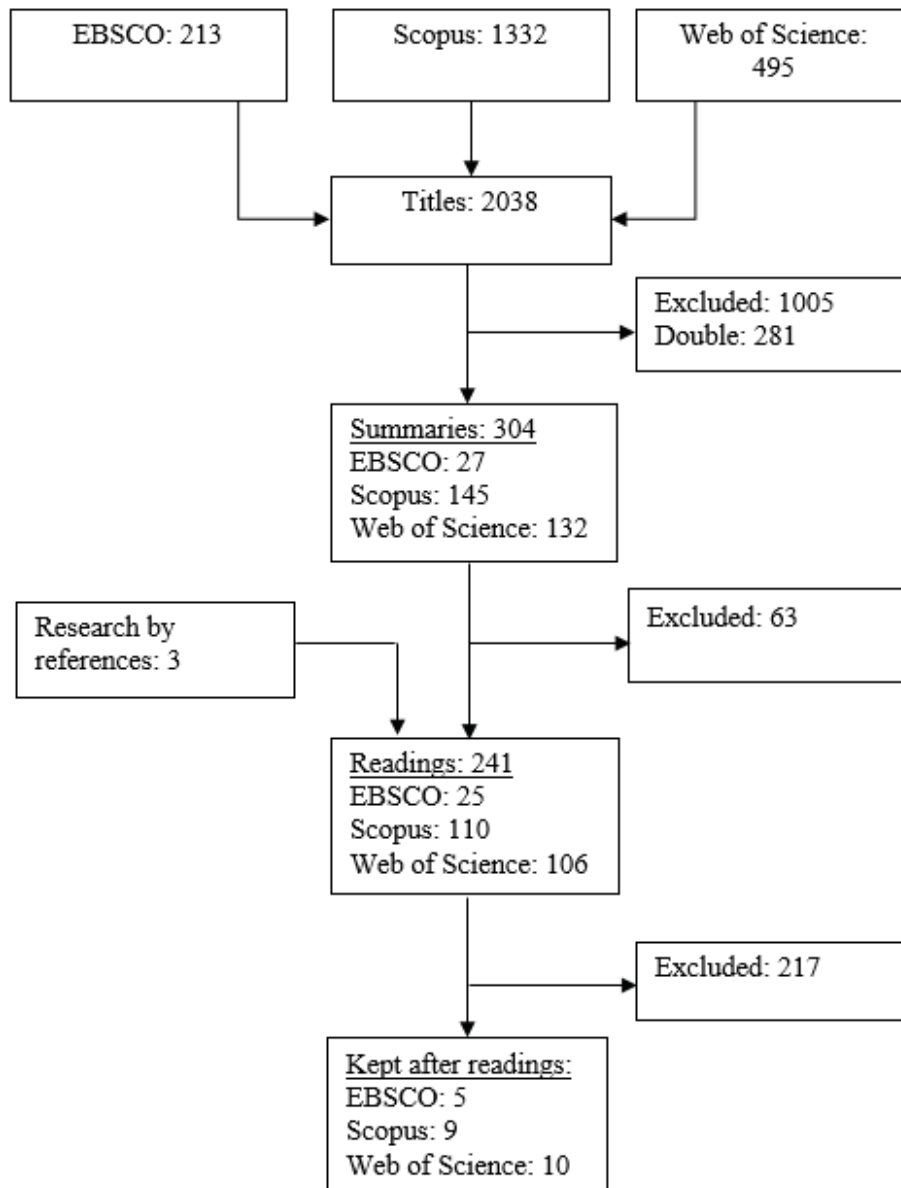 EBSCO: 213
Scopus: 1332
Web of Science:
495
Titles: 2038
Excluded: 1005
Double: 281
Summaries: 304
EBSCO: 27
Scopus: 145
Web of Science: 132
Research by
references: 3
Excluded: 63
Readings: 241
EBSCO: 25
Scopus: 110
Web of Science: 106
Excluded: 217
Kept after readings:
EBSCO: 5
Scopus: 9
Web of Science: 10